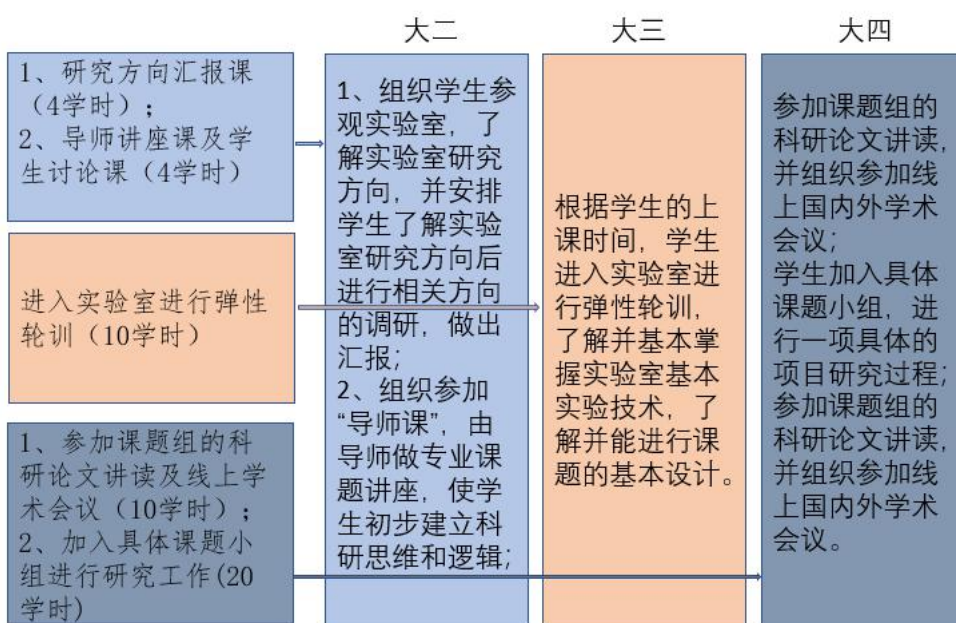 大二
大三
大四
1、研究方向汇报课
（4学时）；
2、导师讲座课及学
生讨论课（4学时）
进入实验室进行弹性
轮训（10学时）
1、参加课题组的科
研论文讲读及线上学
术会议（10学时）；
2、加入具体课题小
组进行研究工作(20
学时)
1、组织学生参
观实验室，了
解实验室研究
方向，并安排
学生了解实验
室研究方向后
进行相关方向
的调研，做出
汇报；
2、组织参加
“导师课”，由
导师做专业课
题讲座，使学
生初步建立科
研思维和逻辑；
根据学生的上
课时间，学生
进入实验室进
行弹性轮训，
了解并基本掌
握实验室基本
实验技术，了
解并能进行课
题的基本设计。
参加课题组的
科研论文讲读，
并组织参加线
上国内外学术
会议；
学生加入具体
课题小组，进
行一项具体的
项目研究过程；
参加课题组的
科研论文讲读，
并组织参加线
上国内外学术
会议。